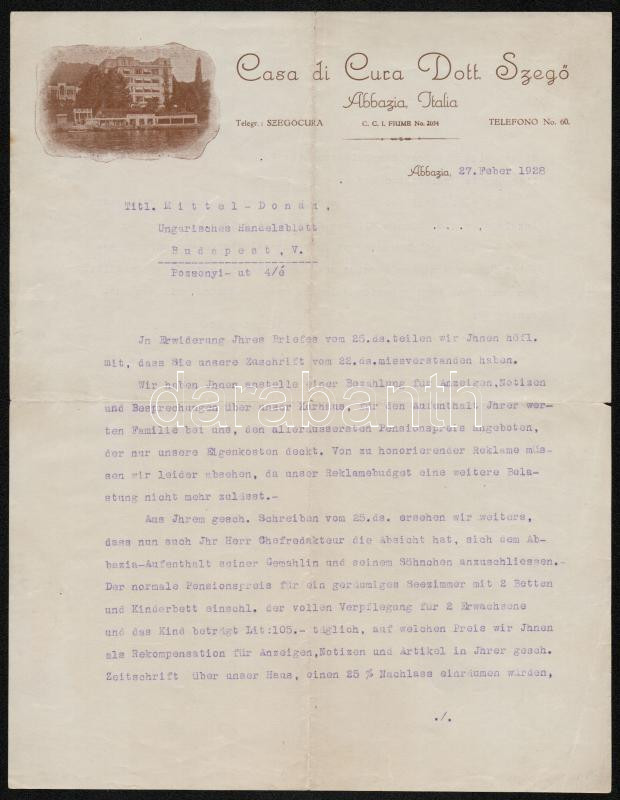 Casa di Cura Dott. Szegő
Abbazia, Italia
Telegr.: SZEGOCURA C. C. I. FIUME No. 2054 TELEFONO No. 60.
Abbazia, 27.Feber 1928
Titl. Mittel-Donau,
Ungarisches Handelsblatt
Budapest, V.
Pozsonyi- ut 4/é
Jn Erwiderung Jhres Briefes vom 25.ds.teilen wir Jhnen höfl.
mit, dass Sie unsere Zuschrift vom 22.ds.missverstanden haben.
Wir haben Jhnen anstelle einer Bezahlung für Anzeigen,Notizen
und Besprechungen über unser Kurhaus, für den Aufenthalt Jhrer wer-
ten Familie bei uns, den alleräussersten Pensionspreis angeboten,
der nur unsere Eigenkosten deckt. Von zu honorierender Reklame müs-
sen wir leider absehen, da unser Reklamebudget eine weitere Bela-
stung nicht mehr zulässt.-
Aus Jhrem gesch. Schreiben vom 25.ds. ersehen wir weiters,
dass nun auch Jhr Herr Chefredakteur die Absicht hat, sich dem Ab-
bazia-Aufenthalt seiner Gemahlin und seinem Söhnchen anzuschliessen.-
Der normale Pensionspreis für ein geräumiges Seezimmer mit 2 Betten
und Kinderbett einschl. der vollen Verpflegung für 2 Erwachsene
und das Kind beträgt Lit:105.- täglich, auf welchen Preis wir Jhnen
als Rekompensation für Anzeigen,Notizen und Artikel in Jhrer gesch.
Zeitschrift über unser Haus, einen 25 % Nachlass einräumen würden,
./.
darabanth